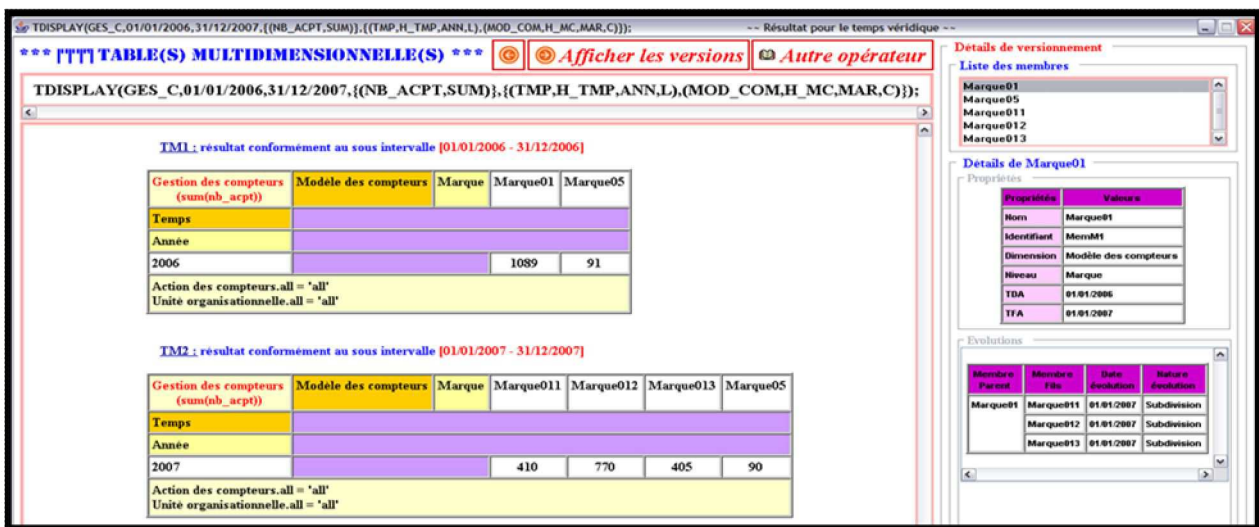 TDISPLAY(GES_C,01/01/2006,31/12/2007,{(NB_ACPT,SUM)},{(TMP,H_TMP,ANN,L),(MOD_COM,H_MC,MAR,C)}); -- Résultat pour le temps véridique --
*** |T|T|T| TABLE(S) MULTIDIMENSIONNELLE(S) ***
Afficher les versions
Autre opérateur
TDISPLAY(GES_C,01/01/2006,31/12/2007,{(NB_ACPT,SUM)},{(TMP,H_TMP,ANN,L),(MOD_COM,H_MC,MAR,C)});
TM1 : résultat conformément au sous intervalle [01/01/2006 - 31/12/2006]
Gestion des compteurs (sum(nb_acpt)) Modèle des compteurs Marque Marque01 Marque05
Temps
Année
2006 1089 91
Action des compteurs.all = 'all'
Unité organisationnelle.all = 'all'
TM2 : résultat conformément au sous intervalle [01/01/2007 - 31/12/2007]
Gestion des compteurs (sum(nb_acpt)) Modèle des compteurs Marque Marque011 Marque012 Marque013 Marque05
Temps
Année
2007 410 770 405 90
Action des compteurs.all = 'all'
Unité organisationnelle.all = 'all'
Détails de versionnement
Liste des membres
Marque01
Marque05
Marque011
Marque012
Marque013
Détails de Marque01
Propriétés
Propriétés Valeurs
Nom Marque01
Identifiant MemM1
Dimension Modèle des compteurs
Niveau Marque
TDA 01/01/2006
TFA 01/01/2007
Evolutions
Membre Parent Membre Fils Date évolution Nature évolution
Marque01 Marque011 01/01/2007 Subdivision
Marque012 01/01/2007 Subdivision
Marque013 01/01/2007 Subdivision